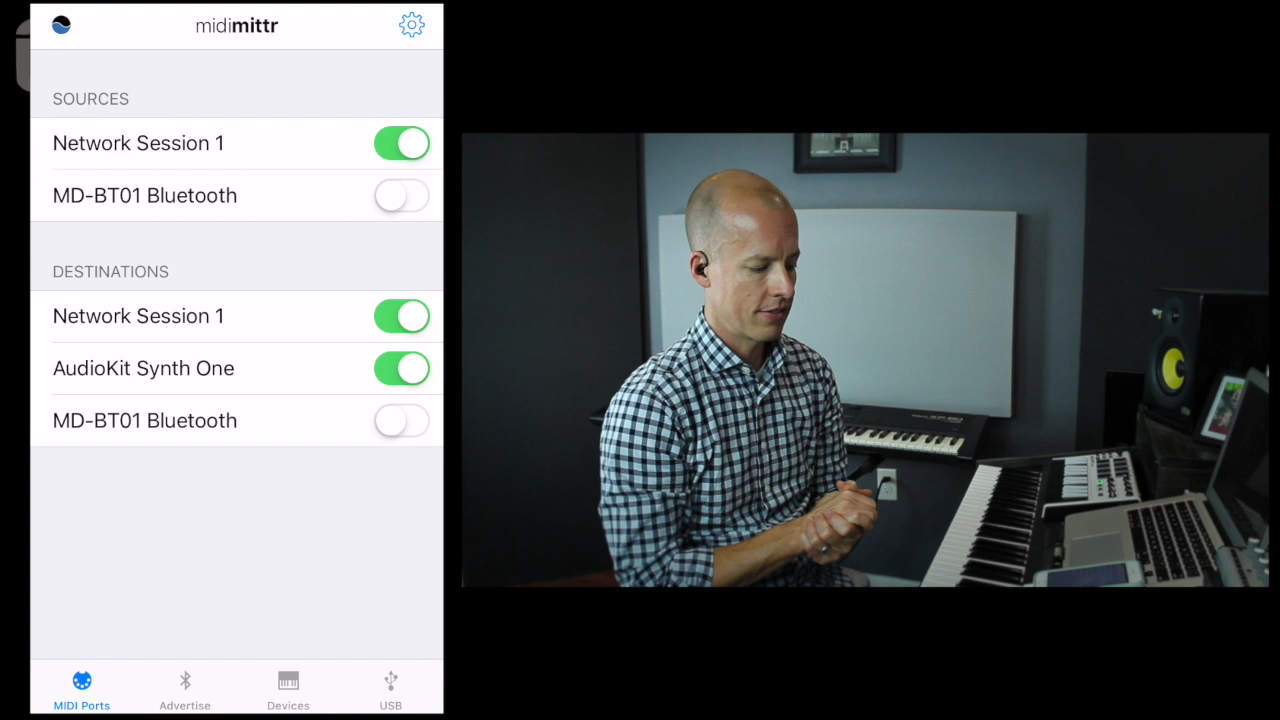 midimittr
SOURCES
Network Session 1
MD-BT01 Bluetooth
DESTINATIONS
Network Session 1
AudioKit Synth One
MD-BT01 Bluetooth
MIDI Ports
Advertise
Devices
USB